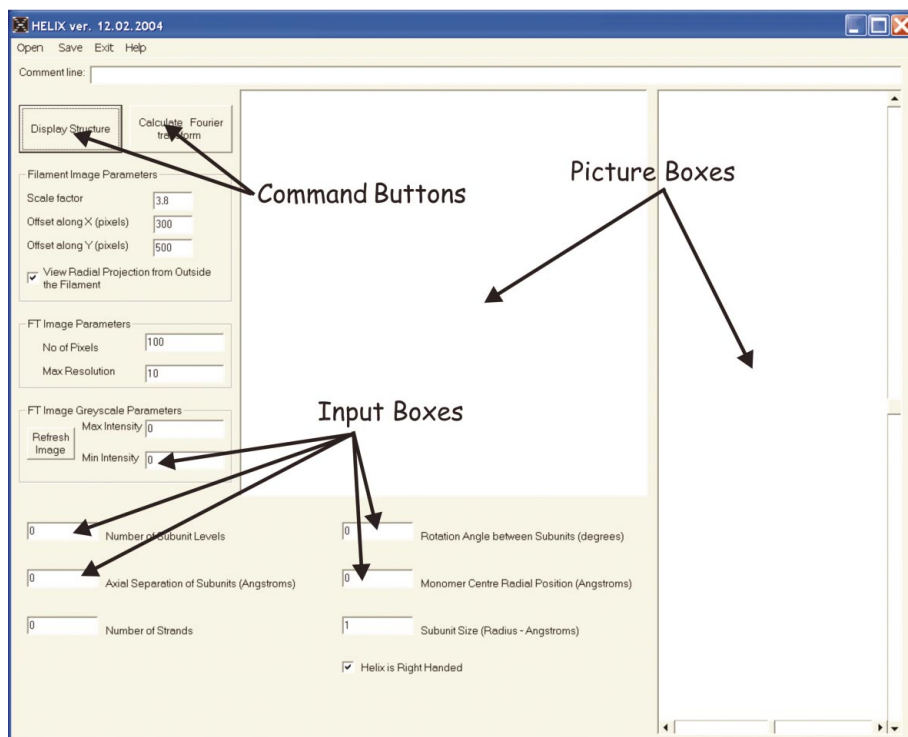 HELIX ver. 12.02.2004
Open Save Exit Help
Comment line:
Display Structure
Calculate Fourier
transform
Filament Image Parameters
Scale factor 3.8
Offset along X (pixels) 300
Offset along Y (pixels) 500
View Radial Projection from Outside
the Filament
Command Buttons
Picture Boxes
FT Image Parameters
No of Pixels 100
Max Resolution 10
FT Image Greyscale Parameters
Refresh
Image
Max Intensity 0
Min Intensity 0
Input Boxes
0 Number of Subunit Levels
0 Rotation Angle between Subunits (degrees)
0 Axial Separation of Subunits (Angstroms)
0 Monomer Centre Radial Position (Angstroms)
0 Number of Strands
1 Subunit Size (Radius - Angstroms)
Helix is Right Handed